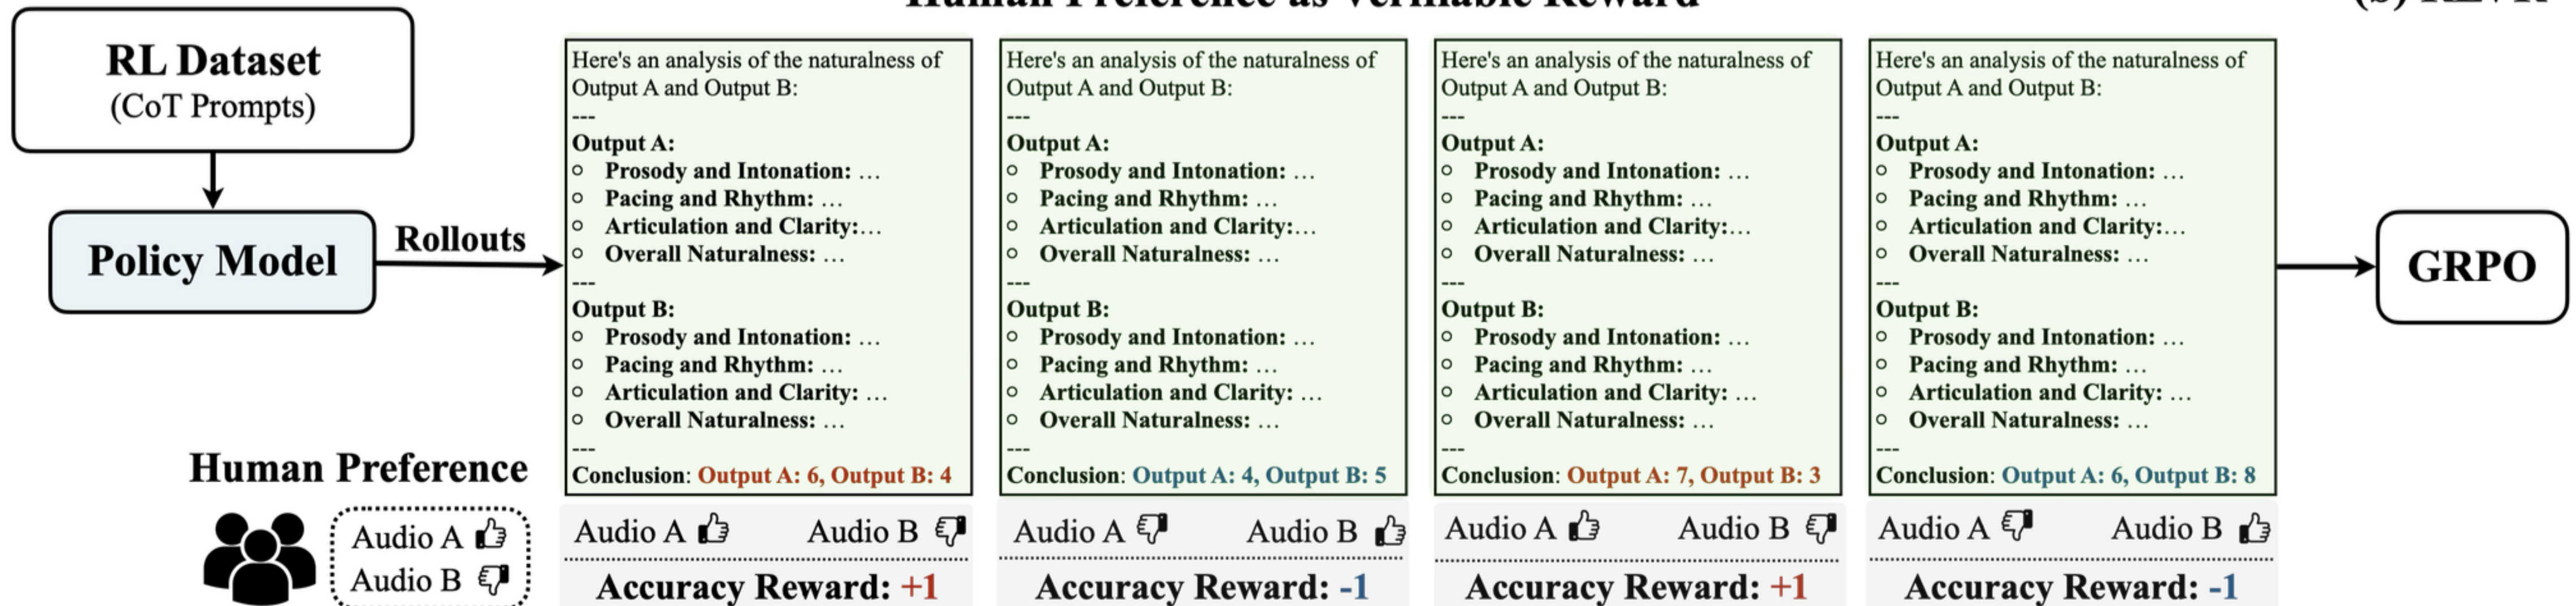 Human Preference as Verifiable Reward
RL Dataset
(CoT Prompts)
Policy Model
Rollouts
Here's an analysis of the naturalness of
Output A and Output B:
---
Output A:
○ Prosody and Intonation: …
○ Pacing and Rhythm: …
○ Articulation and Clarity:…
○ Overall Naturalness: …
---
Output B:
○ Prosody and Intonation: …
○ Pacing and Rhythm: …
○ Articulation and Clarity: …
○ Overall Naturalness: …
---
Conclusion: Output A: 6, Output B: 4
Audio A Audio B
Accuracy Reward: +1
Here's an analysis of the naturalness of
Output A and Output B:
---
Output A:
○ Prosody and Intonation: …
○ Pacing and Rhythm: …
○ Articulation and Clarity:…
○ Overall Naturalness: …
---
Output B:
○ Prosody and Intonation: …
○ Pacing and Rhythm: …
○ Articulation and Clarity: …
○ Overall Naturalness: …
---
Conclusion: Output A: 4, Output B: 5
Audio A Audio B
Accuracy Reward: -1
Here's an analysis of the naturalness of
Output A and Output B:
---
Output A:
○ Prosody and Intonation: …
○ Pacing and Rhythm: …
○ Articulation and Clarity:…
○ Overall Naturalness: …
---
Output B:
○ Prosody and Intonation: …
○ Pacing and Rhythm: …
○ Articulation and Clarity: …
○ Overall Naturalness: …
---
Conclusion: Output A: 7, Output B: 3
Audio A Audio B
Accuracy Reward: +1
Here's an analysis of the naturalness of
Output A and Output B:
---
Output A:
○ Prosody and Intonation: …
○ Pacing and Rhythm: …
○ Articulation and Clarity:…
○ Overall Naturalness: …
---
Output B:
○ Prosody and Intonation: …
○ Pacing and Rhythm: …
○ Articulation and Clarity: …
○ Overall Naturalness: …
---
Conclusion: Output A: 6, Output B: 8
Audio A Audio B
Accuracy Reward: -1
GRPO
Human Preference
Audio A
Audio B